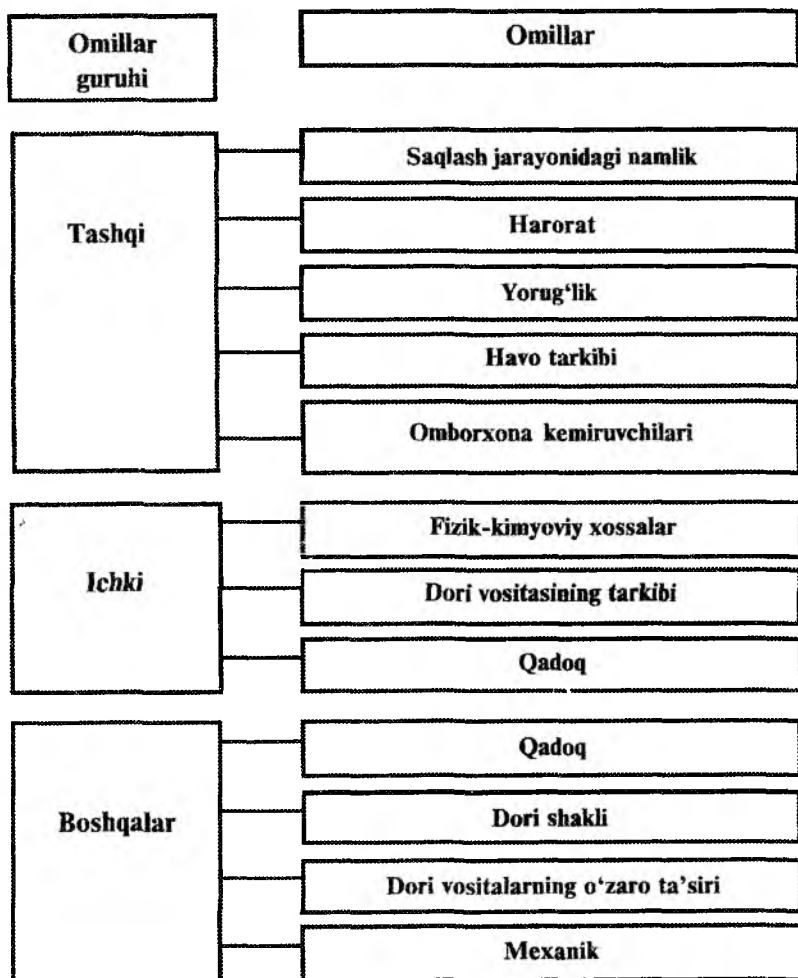 Omillar
guruhi
Omillar
Tashqi
Saqlash jarayonidagi namlik
Harorat
Yorug‘lik
Havo tarkibi
Omborxona kemiruvchilari
Ichki
Fizik-kimyoviy xossalar
Dori vositasining tarkibi
Qadoq
Boshqalar
Qadoq
Dori shakli
Dori vositalarning o‘zaro ta’siri
Mexanik